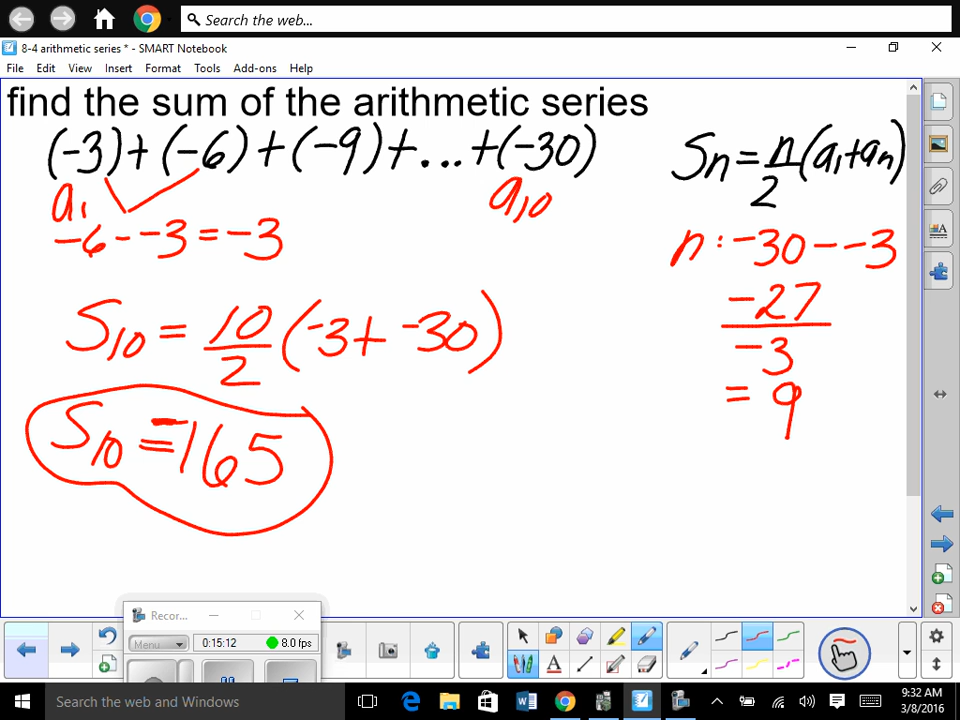 Search the web...
8-4 arithmetic series * - SMART Notebook
File Edit View Insert Format Tools Add-ons Help
find the sum of the arithmetic series
(-3)+(-6)+(-9)+...+(-30)
Sn=n/2(a1+an)
a1
a10
-6--3=-3
n:-30--3
-27
-3
=9
S10=10/2(-3+-30)
S10=-165
Recor...
Menu
0:15:12
8.0 fps
Search the web and Windows
9:32 AM
3/8/2016